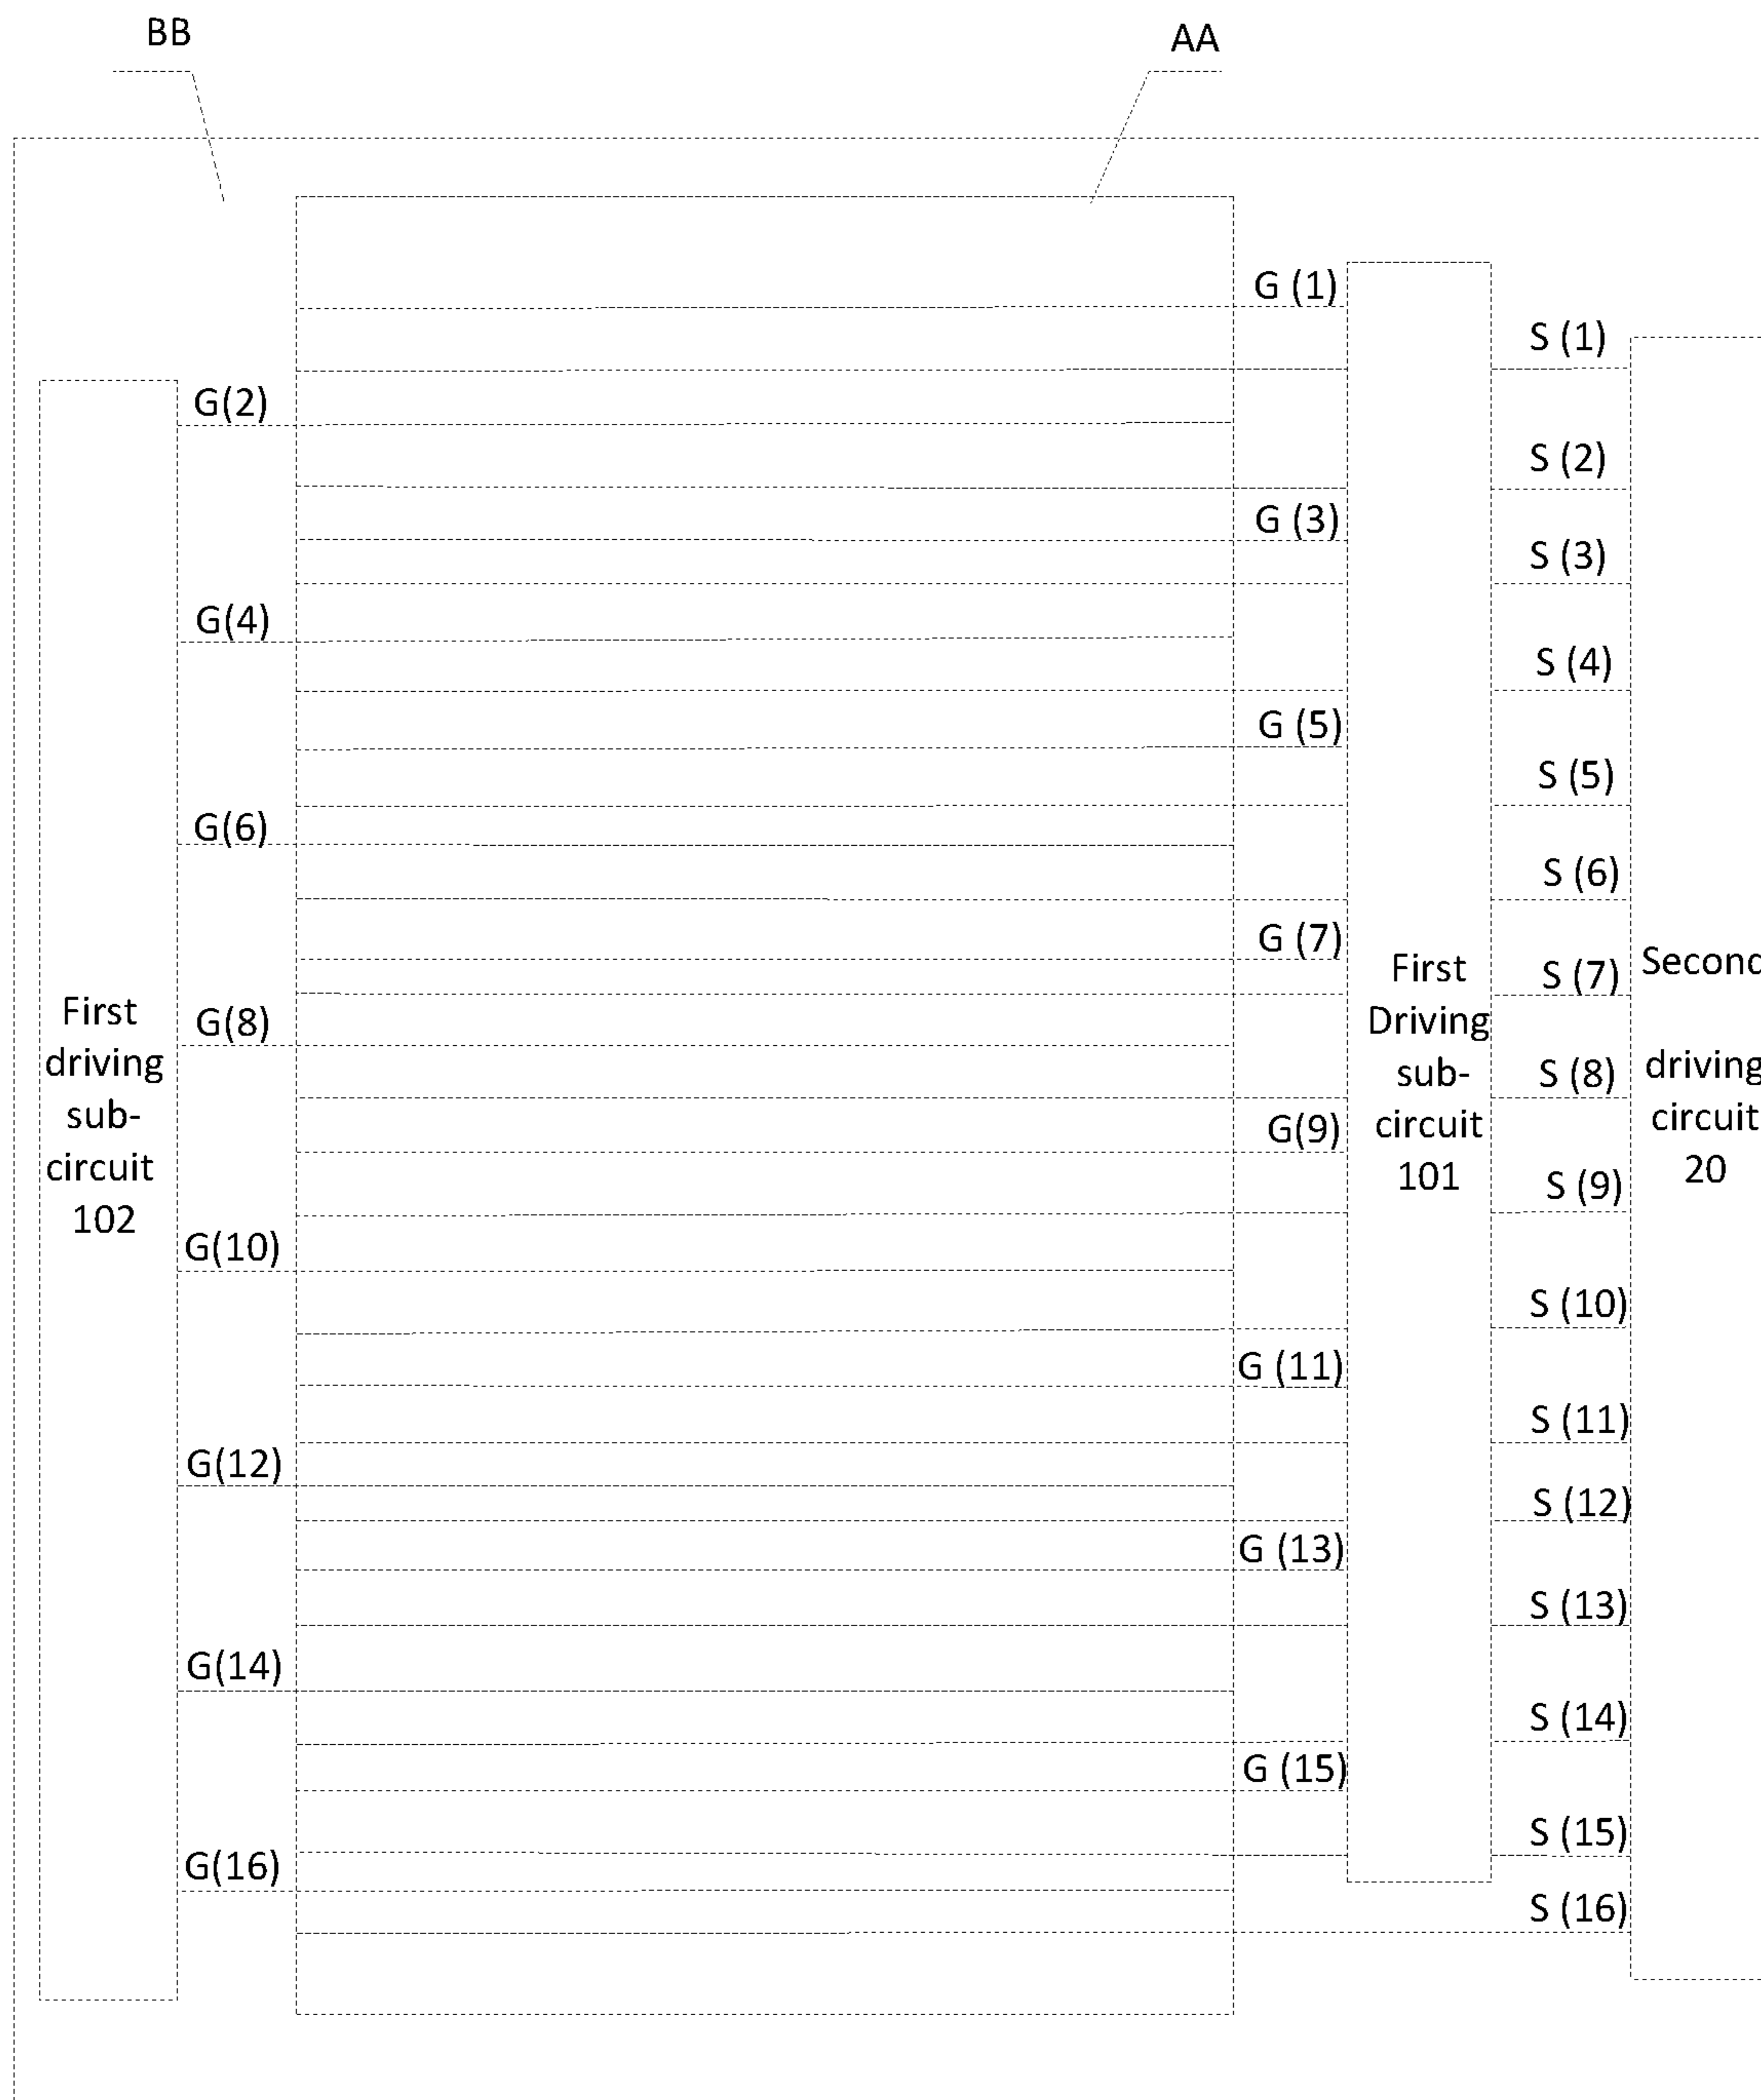 BB
AA
G (1)
S (1)
G(2)
S (2)
G (3)
S (3)
G(4)
S (4)
G (5)
S (5)
G(6)
S (6)
G (7)
S (7)
G(8)
S (8)
G(9)
S (9)
G(10)
S (10)
G (11)
S (11)
G(12)
S (12)
G (13)
S (13)
G(14)
S (14)
G (15)
S (15)
G(16)
S (16)
First
driving
sub-
circuit
102
First
Driving
sub-
circuit
101
Second
driving
circuit
20